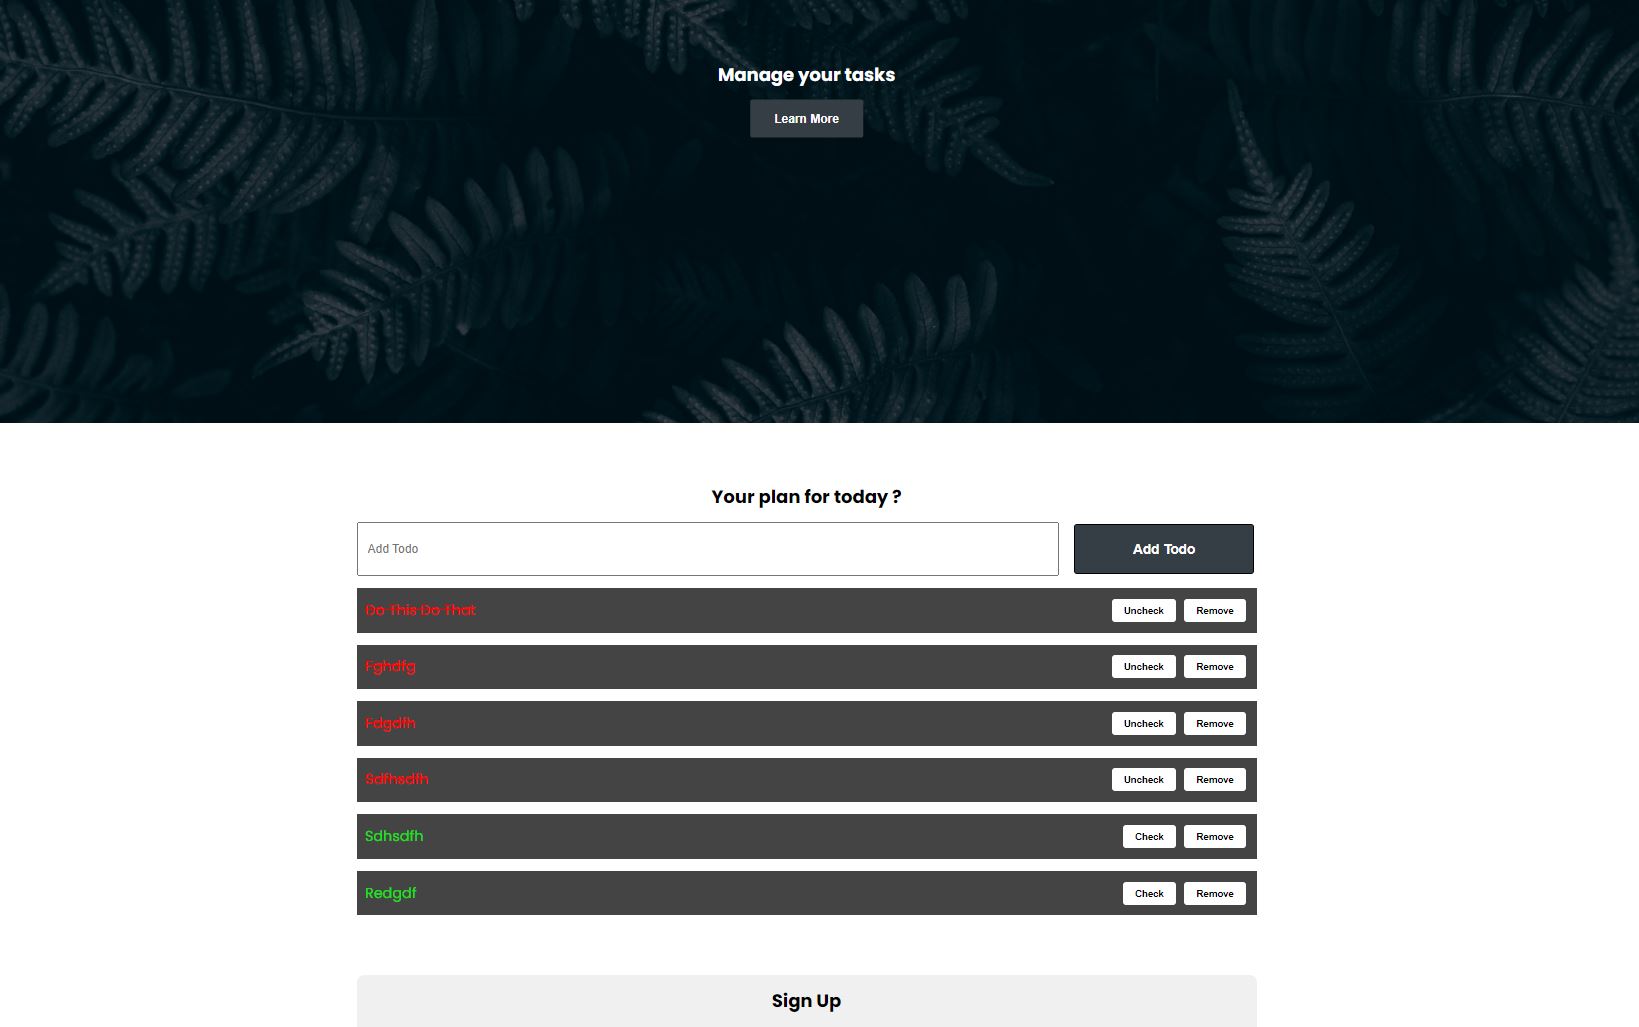 Manage your tasks
Learn More
Your plan for today ?
Add Todo Add Todo
Do This Do That Uncheck Remove
Fghdfg Uncheck Remove
Fdgdfh Uncheck Remove
Sdfhsdfh Uncheck Remove
Sdhsdfh Check Remove
Redgdf Check Remove
Sign Up